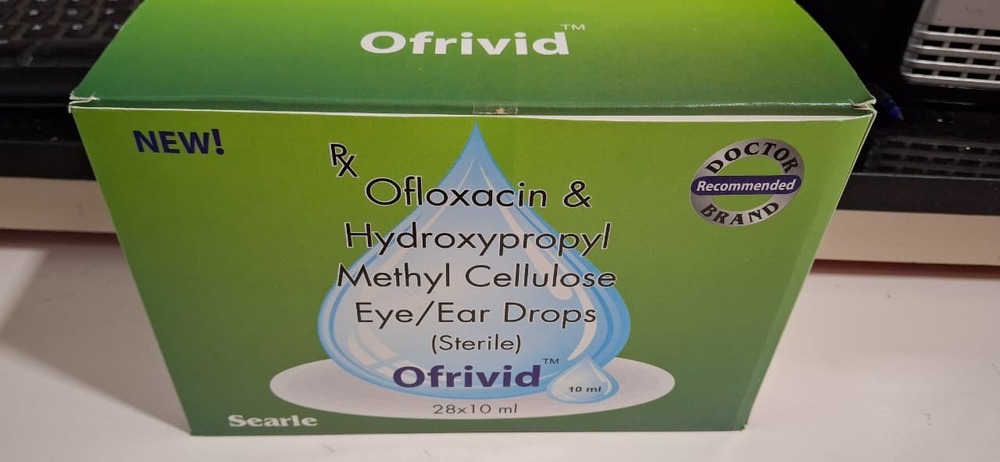 Ofrivid™
NEW!
Rx
Ofloxacin &
Hydroxypropyl
Methyl Cellulose
Eye/Ear Drops
(Sterile)
Ofrivid™
10 ml
28x10 ml
DOCTOR
Recommended
BRAND
Searle